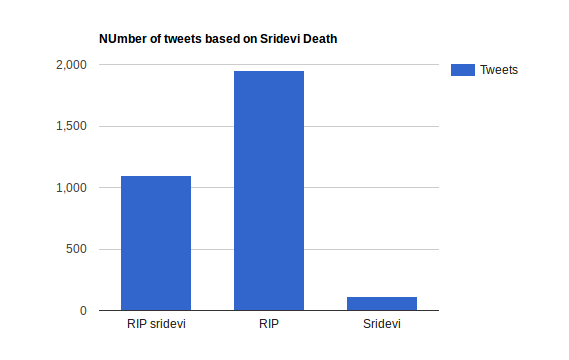 NUmber of tweets based on Sridevi Death
Tweets
2,000
1,500
1,000
500
0
RIP sridevi
RIP
Sridevi